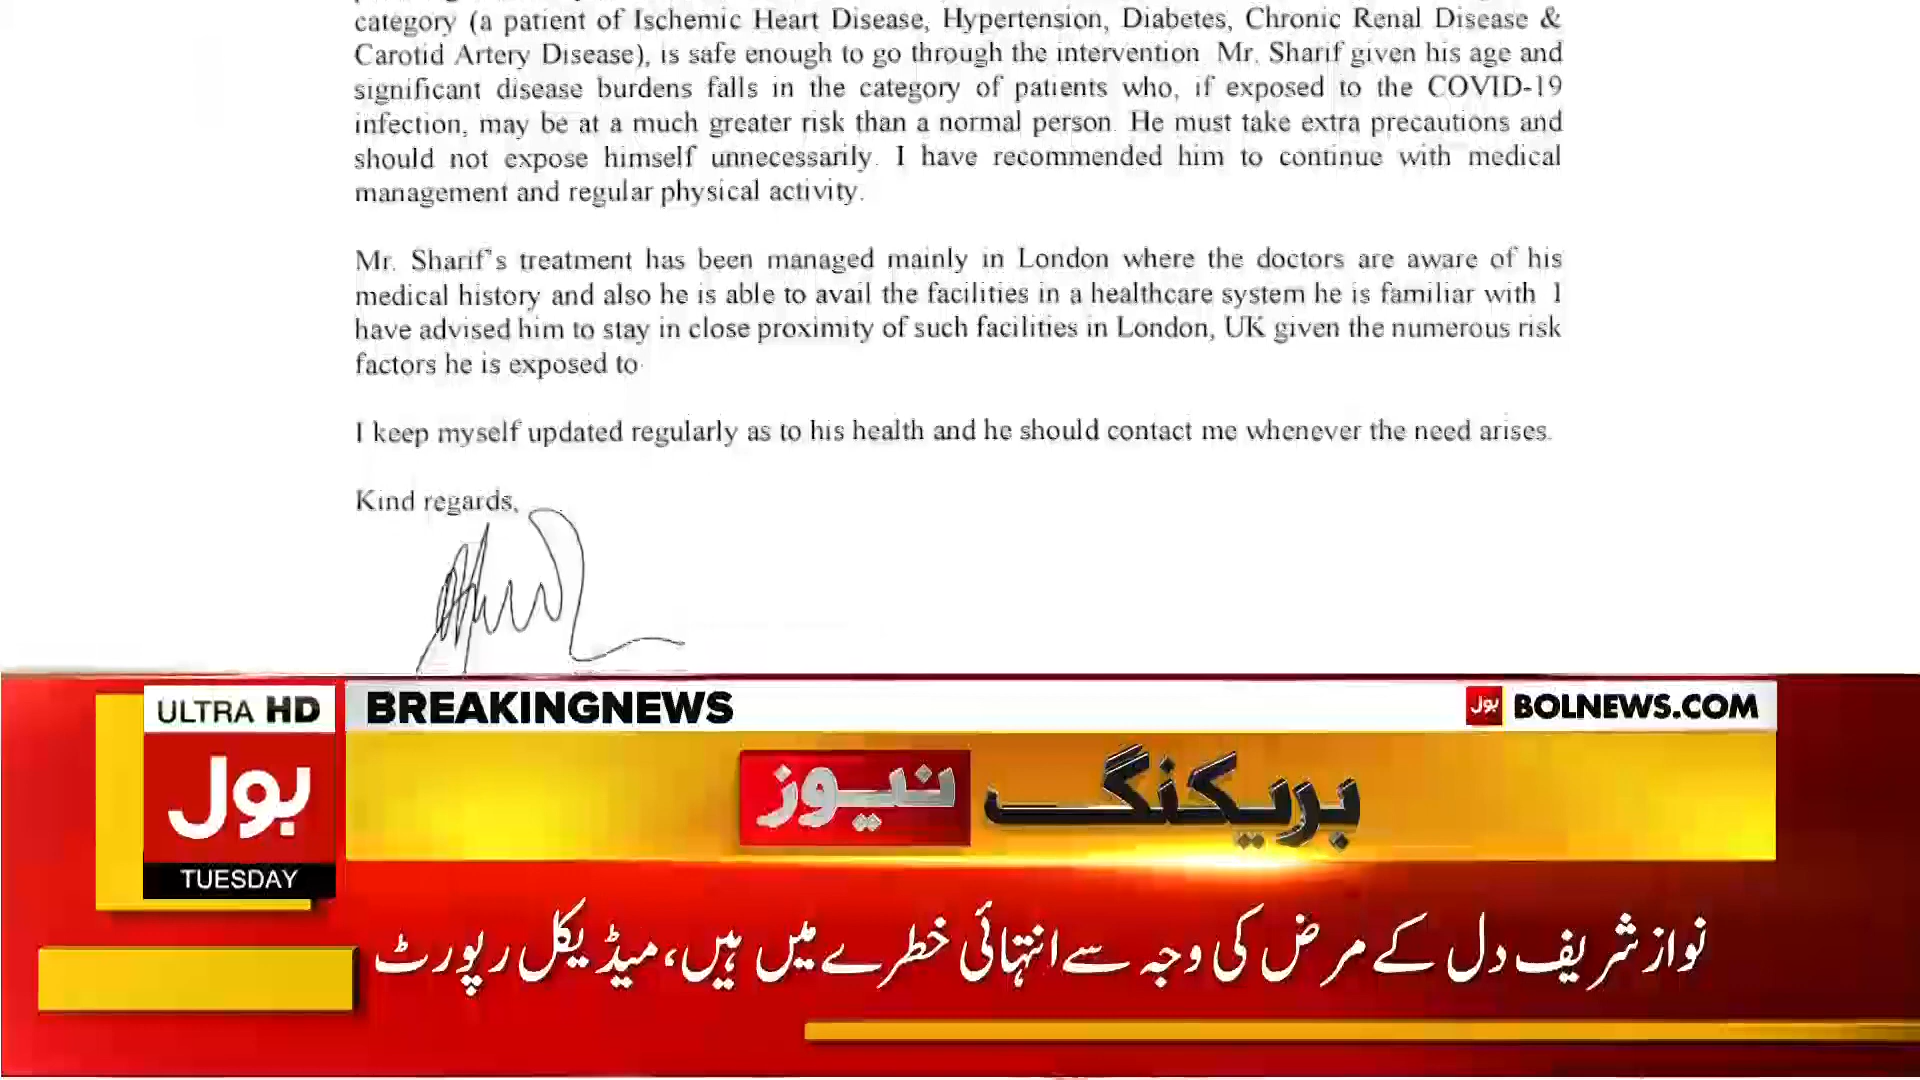 category (a patient of Ischemic Heart Disease, Hypertension, Diabetes, Chronic Renal Disease &
Carotid Artery Disease), is safe enough to go through the intervention. Mr. Sharif given his age and
significant disease burdens falls in the category of patients who, if exposed to the COVID-19
infection, may be at a much greater risk than a normal person. He must take extra precautions and
should not expose himself unnecessarily. I have recommended him to continue with medical
management and regular physical activity.
Mr. Sharif's treatment has been managed mainly in London where the doctors are aware of his
medical history and also he is able to avail the facilities in a healthcare system he is familiar with. I
have advised him to stay in close proximity of such facilities in London, UK given the numerous risk
factors he is exposed to.
I keep myself updated regularly as to his health and he should contact me whenever the need arises.
Kind regards,
ULTRA HD
BREAKINGNEWS
بول BOLNEWS.COM
بول
بریکنگ نیوز
TUESDAY
نواز شریف دل کے مرض کی وجہ سے انتہائی خطرے میں ہیں، میڈیکل رپورٹ